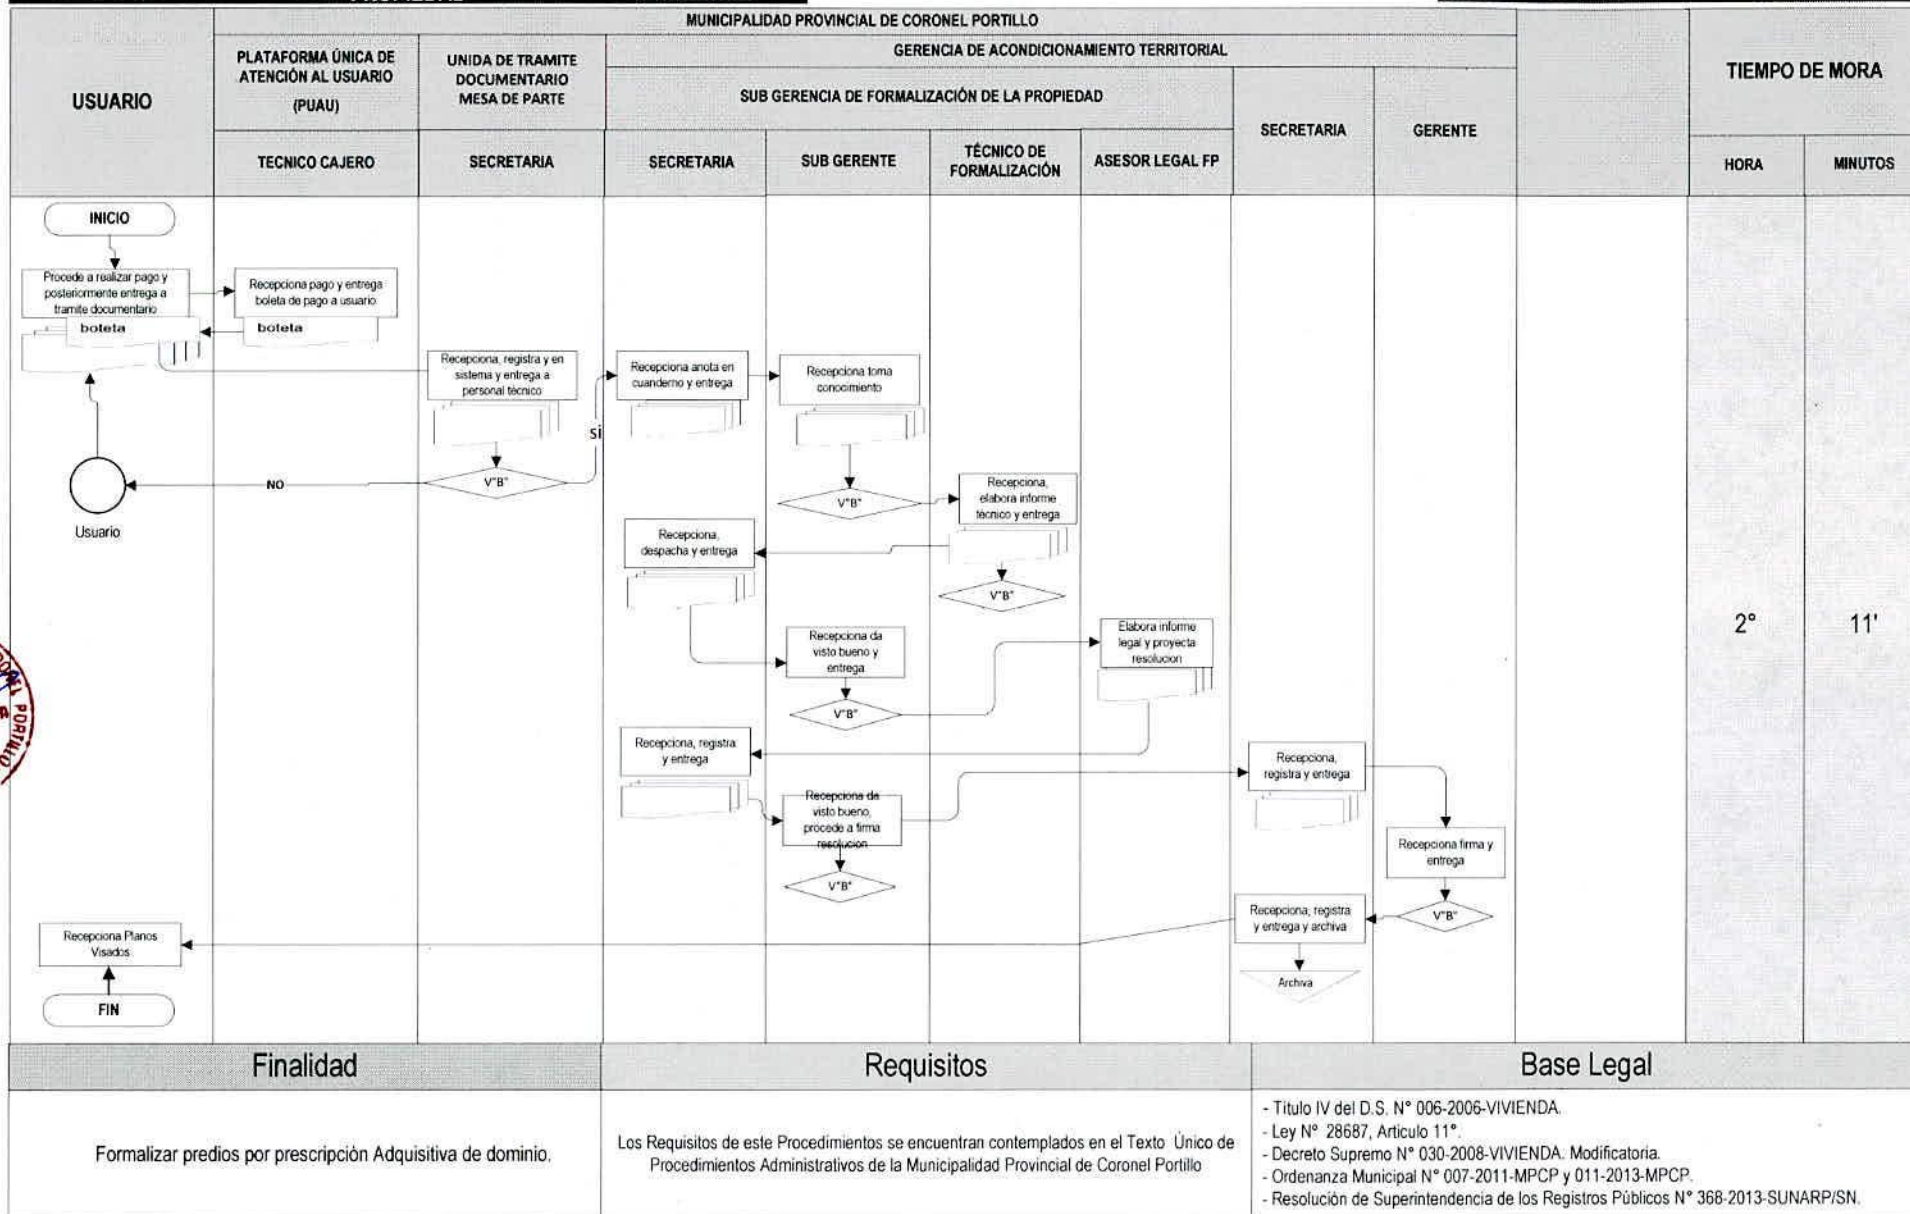 MUNICIPALIDAD PROVINCIAL DE CORONEL PORTILLO
USUARIO
PLATAFORMA ÚNICA DE
ATENCIÓN AL USUARIO
(PUAU)
UNIDA DE TRAMITE
DOCUMENTARIO
MESA DE PARTE
GERENCIA DE ACONDICIONAMIENTO TERRITORIAL
SUB GERENCIA DE FORMALIZACIÓN DE LA PROPIEDAD
SECRETARIA
GERENTE
TIEMPO DE MORA
TECNICO CAJERO
SECRETARIA
SECRETARIA
SUB GERENTE
TÉCNICO DE
FORMALIZACIÓN
ASESOR LEGAL FP
HORA
MINUTOS
INICIO
Procede a realizar pago y
posteriormente entrega a
tramite documentario
Recepciona pago y entrega
boleta de pago a usuario
boleta
boleta
Recepciona, registra y en
sistema y entrega a
personal técnico
Recepciona anota en
cuanderno y entrega
Recepciona toma
conocimiento
si
NO
V"B"
Usuario
V"B"
Recepciona,
elabora informe
técnico y entrega
Recepciona,
despacha y entrega
V"B"
Recepciona da
visto bueno y
entrega
Elabora informe
legal y proyecta
resolucion
2°
11'
V"B"
PORTILLO
Recepciona, registra
y entrega
Recepciona,
registra y entrega
Recepciona da
visto bueno,
procede a firma
resolucion
Recepciona firma y
entrega
V"B"
Recepciona, registra
y entrega y archiva
V"B"
Recepciona Planos
Visados
Archiva
FIN
Finalidad
Requisitos
Base Legal
Formalizar predios por prescripción Adquisitiva de dominio.
Los Requisitos de este Procedimientos se encuentran contemplados en el Texto Único de
Procedimientos Administrativos de la Municipalidad Provincial de Coronel Portillo
- Titulo IV del D.S. N° 006-2006-VIVIENDA.
- Ley N° 28687, Articulo 11°.
- Decreto Supremo N° 030-2008-VIVIENDA. Modificatoria.
- Ordenanza Municipal N° 007-2011-MPCP y 011-2013-MPCP.
- Resolución de Superintendencia de los Registros Públicos N° 368-2013-SUNARP/SN.